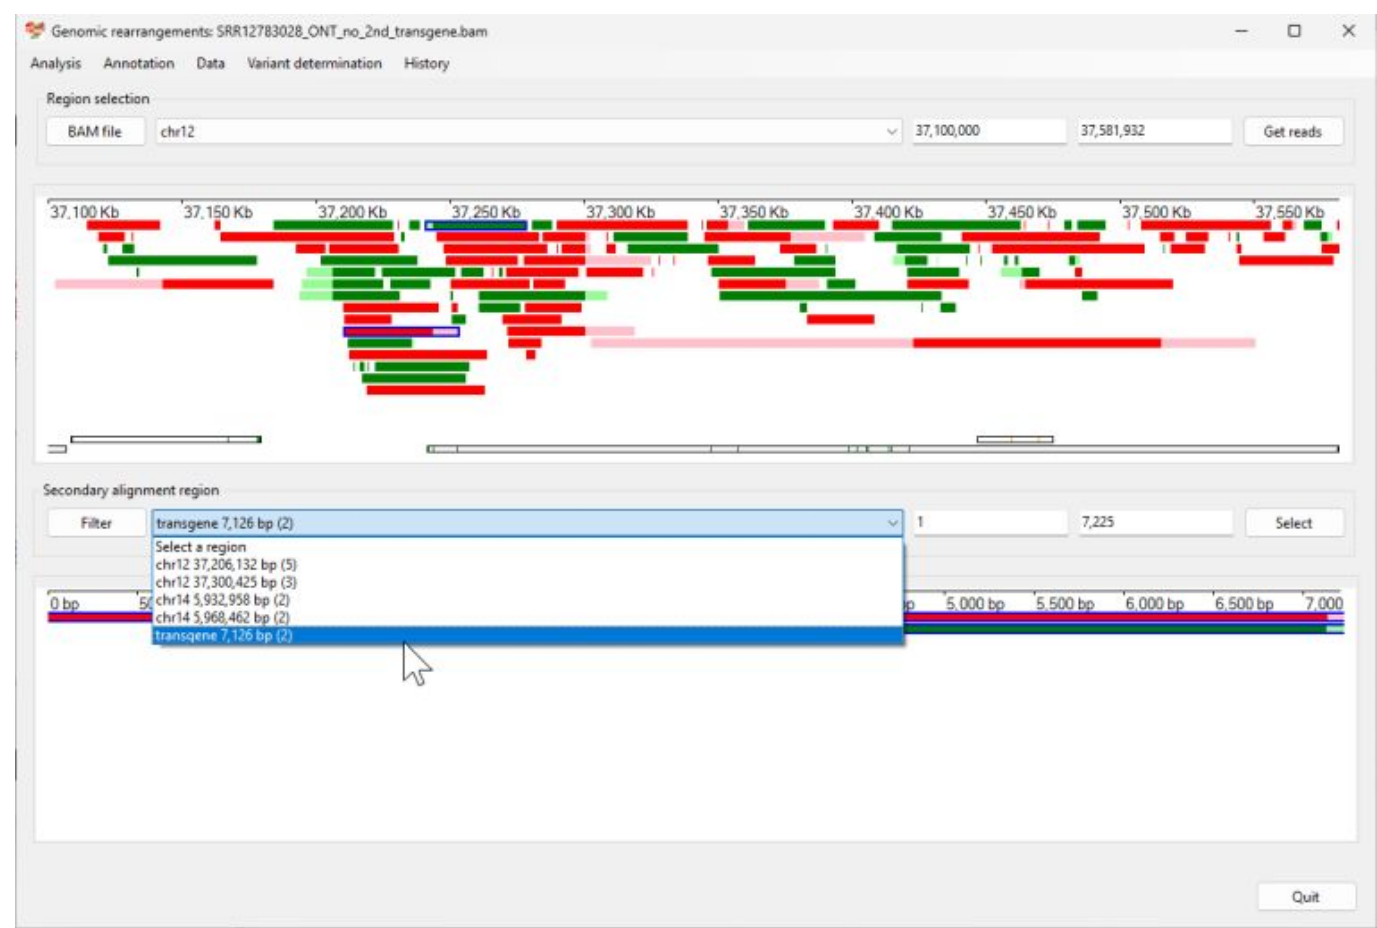 Genomic rearrangements: SRR12783028_ONT_no_2nd_transgene.bam
Analysis Annotation Data Variant determination History
Region selection
BAM file chr12 37,100,000 37,581,932 Get reads
37,100 Kb 37,150 Kb 37,200 Kb 37,250 Kb 37,300 Kb 37,350 Kb 37,400 Kb 37,450 Kb 37,500 Kb 37,550 Kb
Secondary alignment region
Filter transgene 7,126 bp (2) 1 7,225 Select
Select a region
chr12 37,206,132 bp (5)
chr12 37,300,425 bp (3)
chr14 5,932,958 bp (2)
chr14 5,968,462 bp (2)
transgene 7,126 bp (2)
0 bp 5,000 bp 5,500 bp 6,000 bp 6,500 bp 7,000
Quit